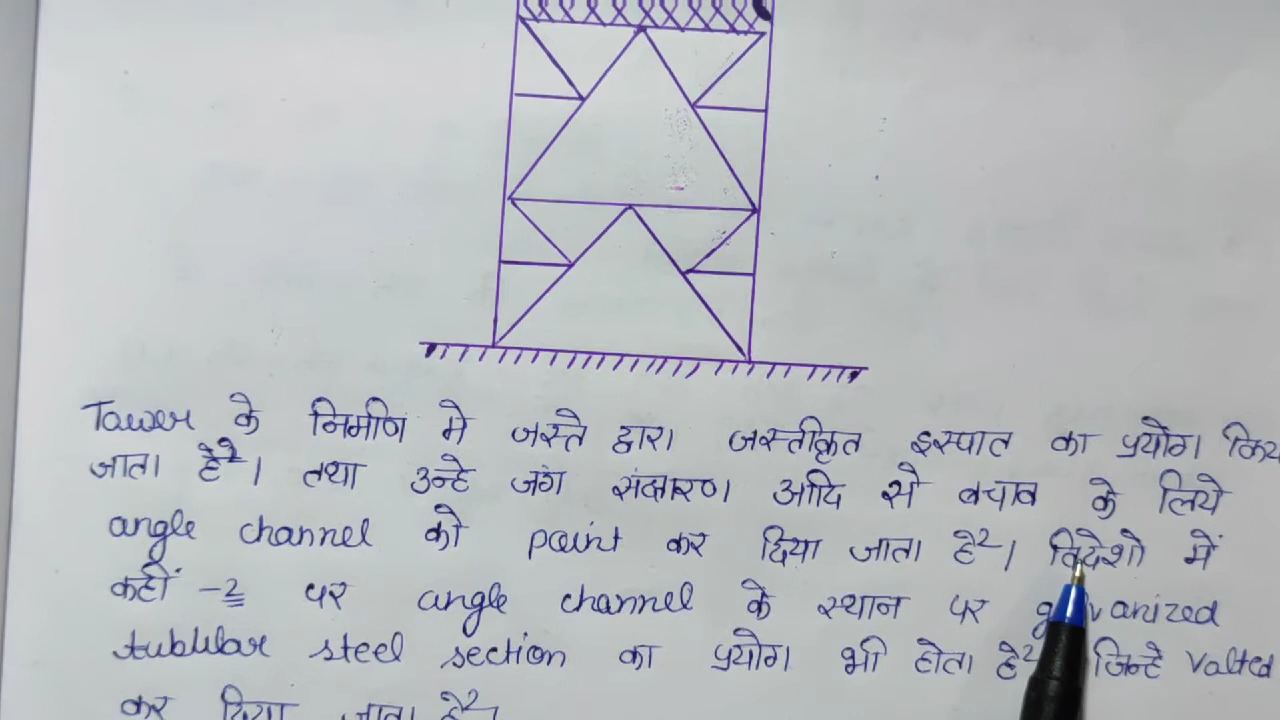 Tower के निर्माण मे जस्ते द्वारा जस्तीकृत इस्पात का प्रयोग किय
जाता है। तथा उन्हे जंग संक्षारण आदि से बचाव के लिये
angle channel को paint कर दिया जाता है। विदेशो में
कहीं -2 पर angle channel के स्थान पर galvanized
tublar steel section का प्रयोग भी होता है जिन्हे valted
कर दिया जाता है।